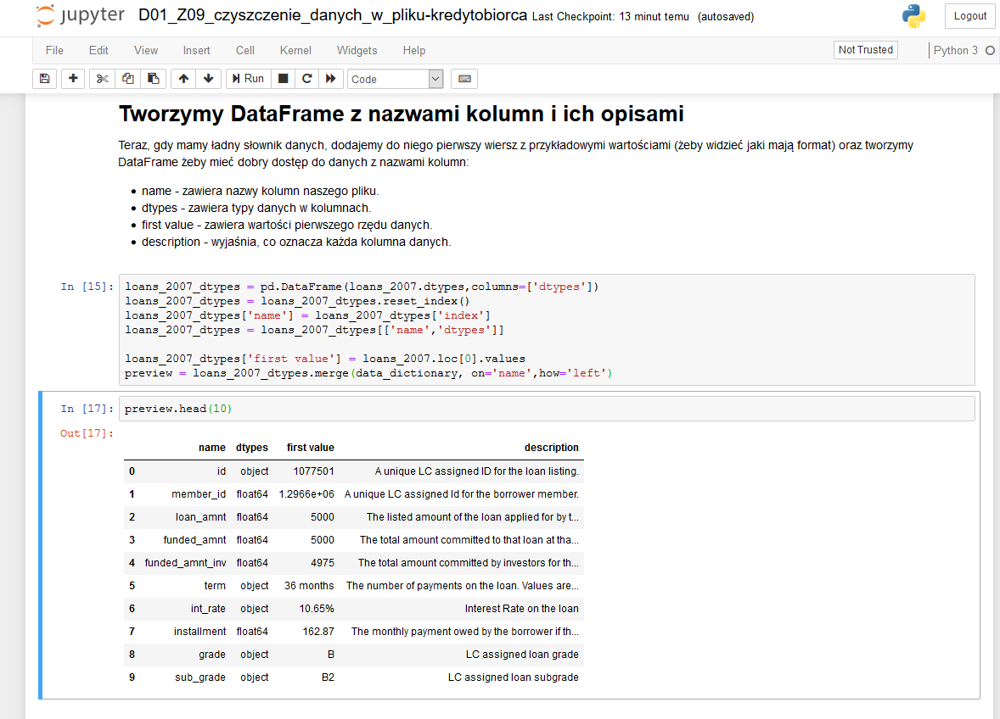 jupyter D01_Z09_czyszczenie_danych_w_pliku-kredytobiorca Last Checkpoint: 13 minut temu (autosaved) Logout
File Edit View Insert Cell Kernel Widgets Help Not Trusted Python 3
Run Code
Tworzymy DataFrame z nazwami kolumn i ich opisami
Teraz, gdy mamy ładny słownik danych, dodajemy do niego pierwszy wiersz z przykładowymi wartościami (żeby widzieć jaki mają format) oraz tworzymy
DataFrame żeby mieć dobry dostęp do danych z nazwami kolumn:
• name - zawiera nazwy kolumn naszego pliku.
• dtypes - zawiera typy danych w kolumnach.
• first value - zawiera wartości pierwszego rzędu danych.
• description - wyjaśnia, co oznacza każda kolumna danych.
In [15]: loans_2007_dtypes = pd.DataFrame(loans_2007.dtypes,columns=['dtypes'])
loans_2007_dtypes = loans_2007_dtypes.reset_index()
loans_2007_dtypes['name'] = loans_2007_dtypes['index']
loans_2007_dtypes = loans_2007_dtypes[['name','dtypes']]
loans_2007_dtypes['first value'] = loans_2007.loc[0].values
preview = loans_2007_dtypes.merge(data_dictionary, on='name',how='left')
In [17]: preview.head(10)
Out[17]:
name dtypes first value description
0 id object 1077501 A unique LC assigned ID for the loan listing.
1 member_id float64 1.2966e+06 A unique LC assigned Id for the borrower member.
2 loan_amnt float64 5000 The listed amount of the loan applied for by t...
3 funded_amnt float64 5000 The total amount committed to that loan at tha...
4 funded_amnt_inv float64 4975 The total amount committed by investors for th...
5 term object 36 months The number of payments on the loan. Values are...
6 int_rate object 10.65% Interest Rate on the loan
7 installment float64 162.87 The monthly payment owed by the borrower if th...
8 grade object B LC assigned loan grade
9 sub_grade object B2 LC assigned loan subgrade